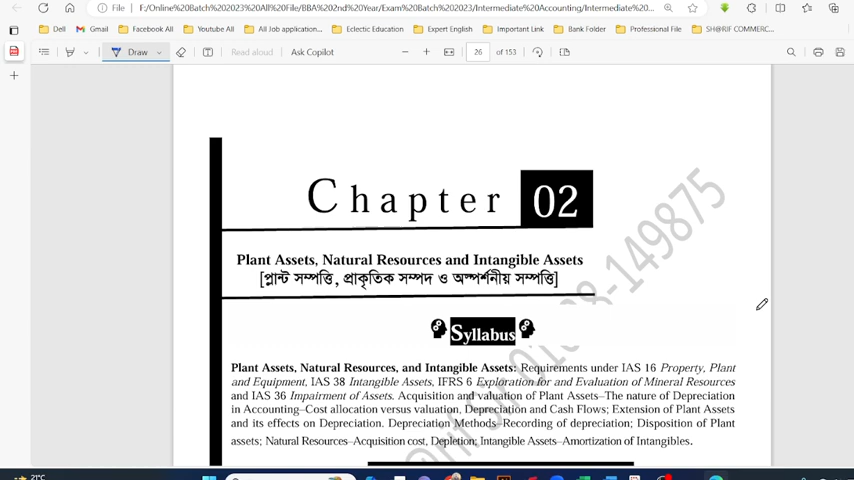 File
F:/Online%20Batch%202023%20All%20File/BBA%202nd%20Year/Exam%20Batch%202023/Intermediate%20Accounting/Intermediate%20...
Dell Gmail Facebook All Youtube All All Job application... Eclectic Education Expert English Important Link Bank Folder Professional File SH@RIF COMMERC...
Draw Read aloud Ask Copilot 26 of 153
Chapter 02
Plant Assets, Natural Resources and Intangible Assets
[প্লান্ট সম্পত্তি, প্রাকৃতিক সম্পদ ও অস্পর্শনীয় সম্পত্তি]
Syllabus
Plant Assets, Natural Resources, and Intangible Assets: Requirements under IAS 16 Property, Plant
and Equipment, IAS 38 Intangible Assets, IFRS 6 Exploration for and Evaluation of Mineral Resources
and IAS 36 Impairment of Assets. Acquisition and valuation of Plant Assets–The nature of Depreciation
in Accounting–Cost allocation versus valuation, Depreciation and Cash Flows; Extension of Plant Assets
and its effects on Depreciation. Depreciation Methods–Recording of depreciation; Disposition of Plant
assets; Natural Resources–Acquisition cost, Depletion; Intangible Assets–Amortization of Intangibles.
-149875
21°C